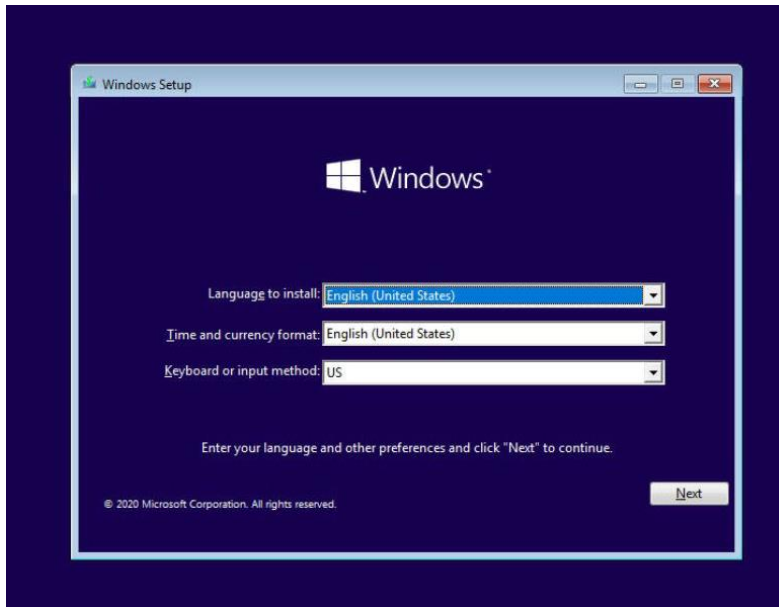 Windows Setup
Windows
Language to install: English (United States)
Time and currency format: English (United States)
Keyboard or input method: US
Enter your language and other preferences and click "Next" to continue.
Next
© 2020 Microsoft Corporation. All rights reserved.